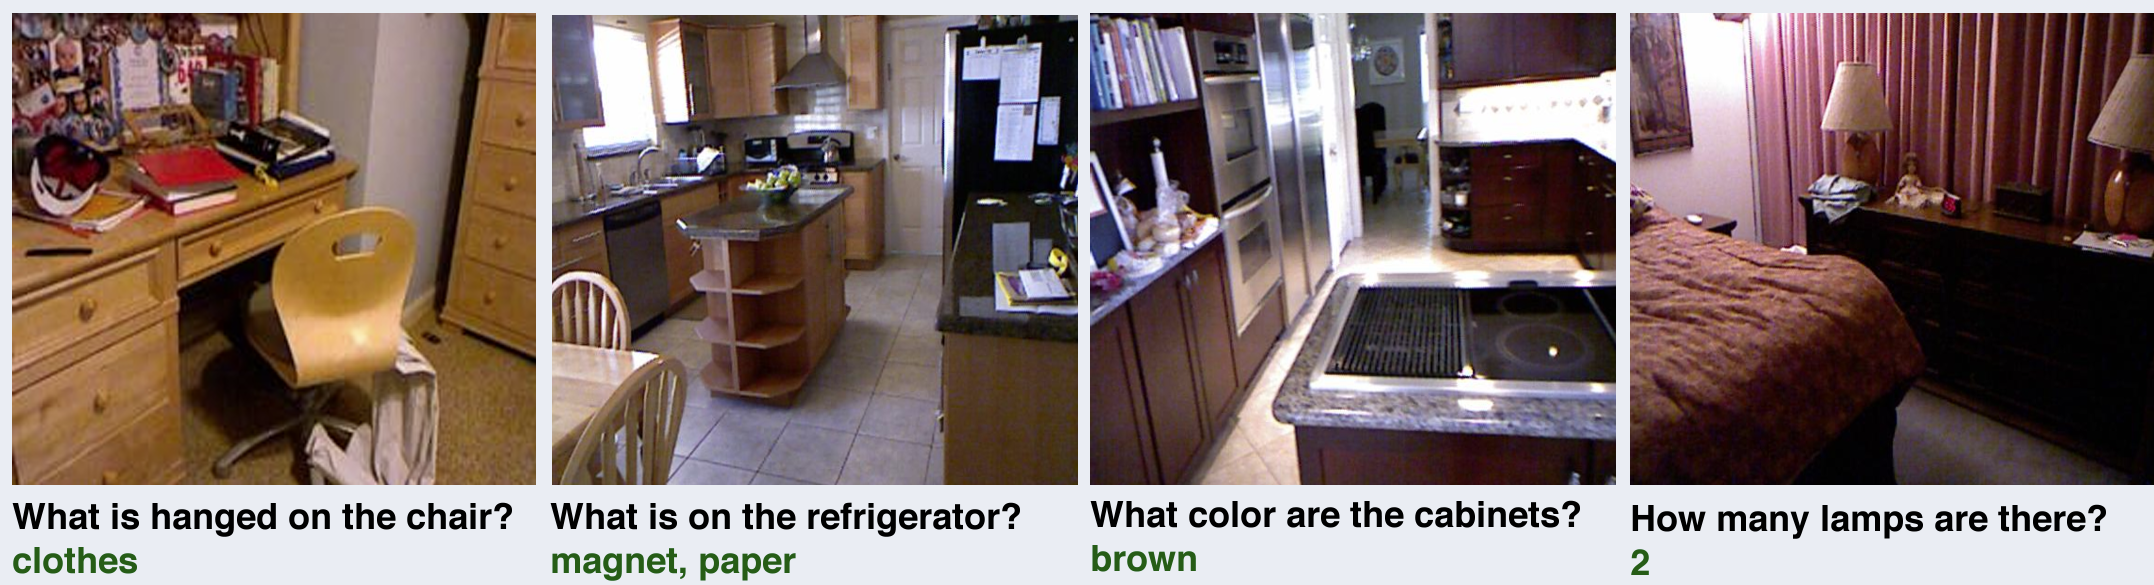 What is hanged on the chair?
clothes
What is on the refrigerator?
magnet, paper
What color are the cabinets?
brown
How many lamps are there?
2